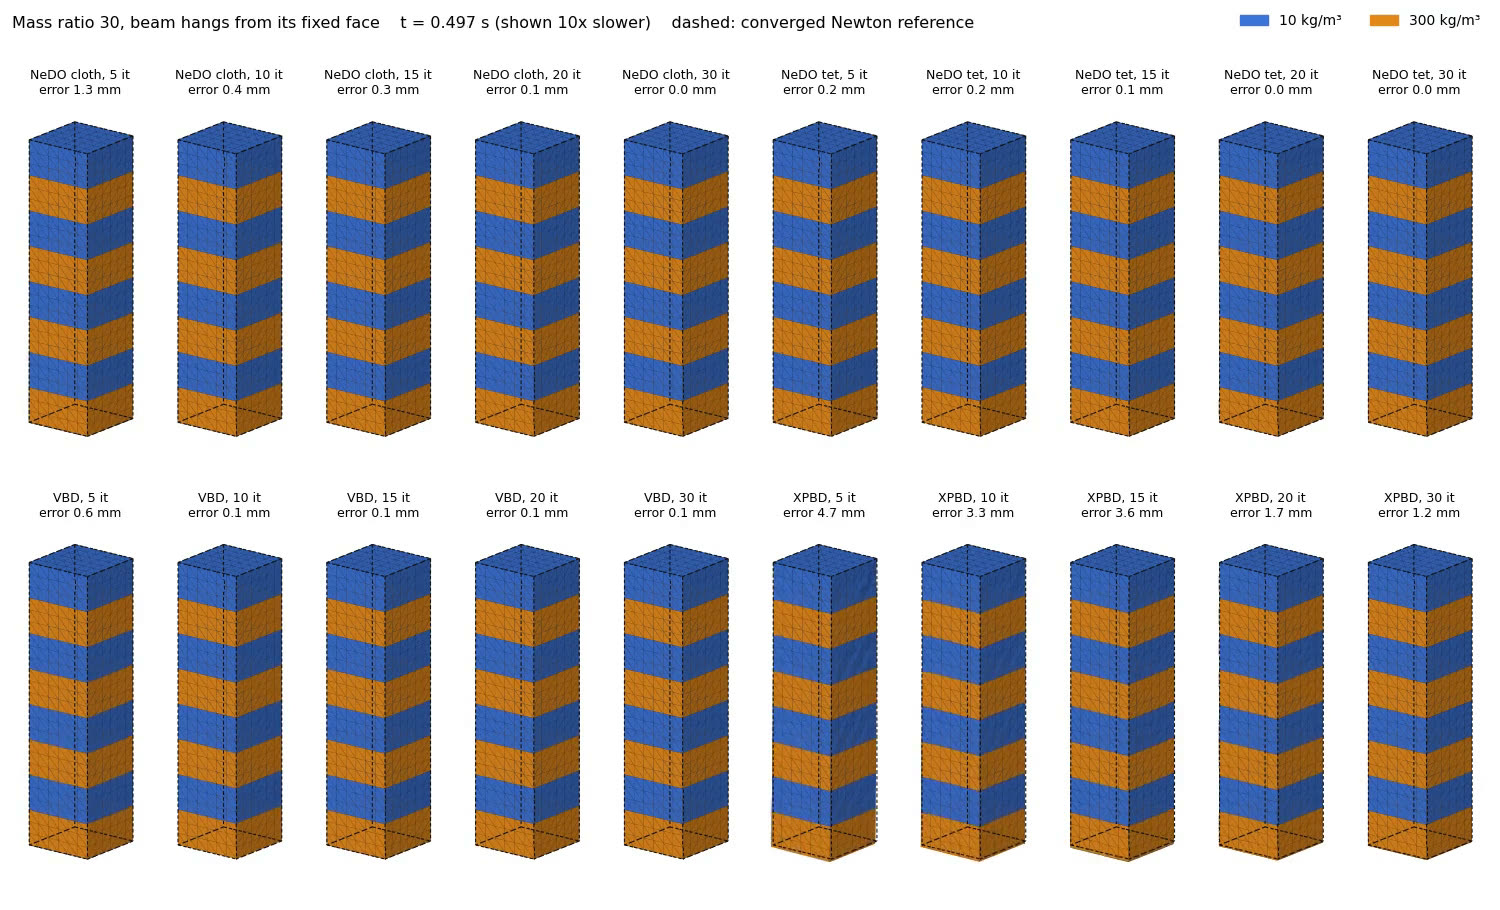 Mass ratio 30, beam hangs from its fixed face    t = 0.497 s (shown 10x slower)    dashed: converged Newton reference    10 kg/m³    300 kg/m³
NeDO cloth, 5 it    NeDO cloth, 10 it    NeDO cloth, 15 it    NeDO cloth, 20 it    NeDO cloth, 30 it    NeDO tet, 5 it    NeDO tet, 10 it    NeDO tet, 15 it    NeDO tet, 20 it    NeDO tet, 30 it
error 1.3 mm    error 0.4 mm    error 0.3 mm    error 0.1 mm    error 0.0 mm    error 0.2 mm    error 0.2 mm    error 0.1 mm    error 0.0 mm    error 0.0 mm
VBD, 5 it    VBD, 10 it    VBD, 15 it    VBD, 20 it    VBD, 30 it    XPBD, 5 it    XPBD, 10 it    XPBD, 15 it    XPBD, 20 it    XPBD, 30 it
error 0.6 mm    error 0.1 mm    error 0.1 mm    error 0.1 mm    error 0.1 mm    error 4.7 mm    error 3.3 mm    error 3.6 mm    error 1.7 mm    error 1.2 mm